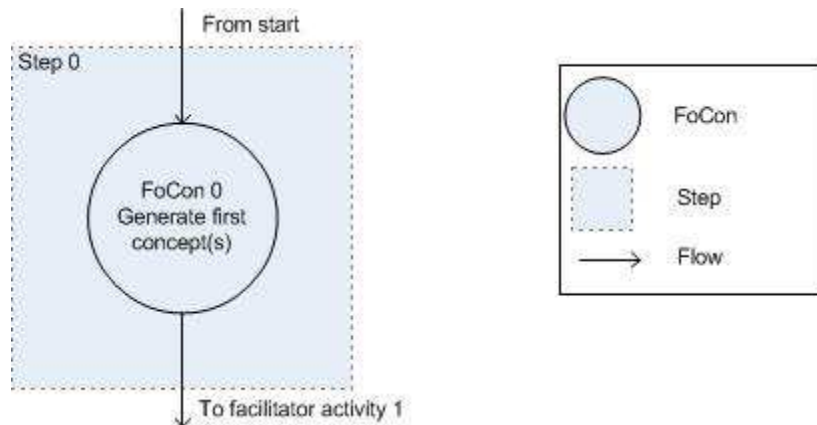 From start
Step 0
FoCon 0
Generate first
concept(s)
To facilitator activity 1
FoCon
Step
Flow